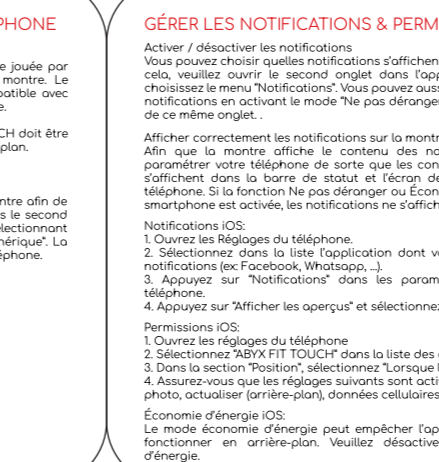 PHONE
e jouée par
montre. Le
patible avec
e.
CH doit être
plan.
ntre afin de
s le second
électionnant
nérique". La
éphone.
GÉRER LES NOTIFICATIONS & PERM
Activer / désactiver les notifications
Vous pouvez choisir quelles notifications s'affichen
cela, veuillez ouvrir le second onglet dans l'app
choisissez le menu "Notifications". Vous pouvez auss
notifications en activant le mode "Ne pas déranger
de ce même onglet. .
Afficher correctement les notifications sur la montr
Afin que la montre affiche le contenu des no
paramétrer votre téléphone de sorte que les con
s'affichent dans la barre de statut et l'écran de
téléphone. Si la fonction Ne pas déranger ou Écon
smartphone est activée, les notifications ne s'affich
Notifications iOS:
1. Ouvrez les Réglages du téléphone.
2. Sélectionnez dans la liste l'application dont v
notifications (ex: Facebook, Whatsapp, ...).
3. Appuyez sur "Notifications" dans les param
téléphone.
4. Appuyez sur "Afficher les aperçus" et sélectionnez
Permissions iOS:
1. Ouvrez les réglages du téléphone
2. Sélectionnez "ABYX FIT TOUCH" dans la liste des
3. Dans la section "Position", sélectionnez "Lorsque l
4. Assurez-vous que les réglages suivants sont acti
photo, actualiser (arrière-plan), données cellulaires
Économie d'énergie iOS:
Le mode économie d'énergie peut empêcher l'ap
fonctionner en arrière-plan. Veuillez désactive
d'énergie.